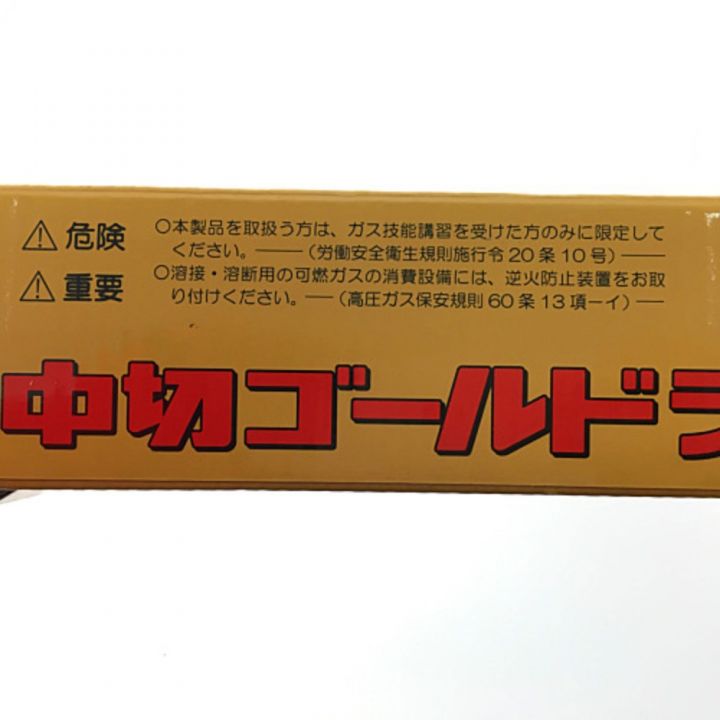 ⚠危険 ○本製品を取扱う方は、ガス技能講習を受けた方のみに限定して
ください。――（労働安全衛生規則施行令20条10号）――
⚠重要 ○溶接・溶断用の可燃ガスの消費設備には、逆火防止装置をお取
り付けください。―（高圧ガス保安規則60条13項ーイ）――
中切ゴールド